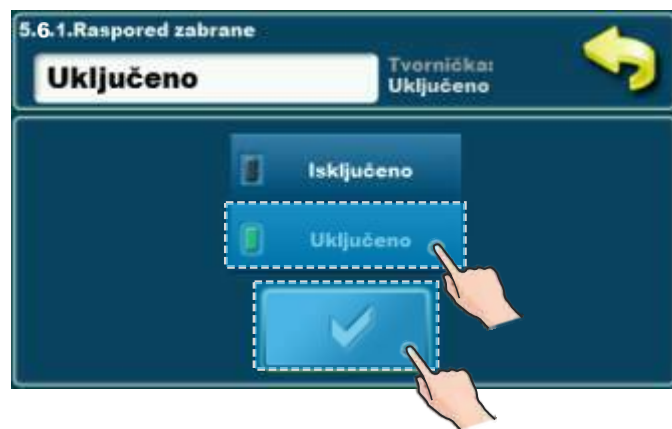 5.6.1.Raspored zabrane
Uključeno
Tvornička:
Uključeno
Isključeno
Uključeno